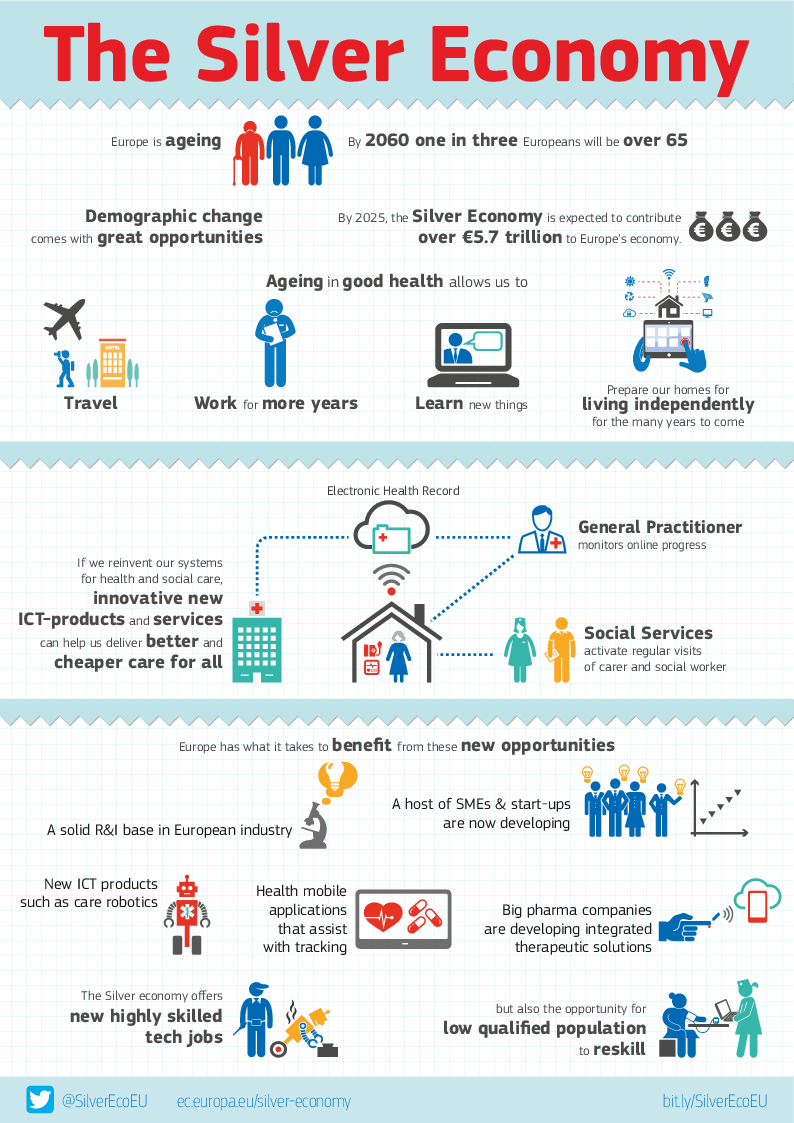 The Silver Economy
Europe is ageing
By 2060 one in three Europeans will be over 65
Demographic change
comes with great opportunities
By 2025, the Silver Economy is expected to contribute
over €5.7 trillion to Europe's economy.
€ € €
Ageing in good health allows us to
HOTEL
Travel
Work for more years
Learn new things
Prepare our homes for
living independently
for the many years to come
Electronic Health Record
General Practitioner
monitors online progress
If we reinvent our systems
for health and social care,
innovative new
ICT-products and services
can help us deliver better and
cheaper care for all
Social Services
activate regular visits
of carer and social worker
Europe has what it takes to benefit from these new opportunities
A solid R&I base in European industry
A host of SMEs & start-ups
are now developing
New ICT products
such as care robotics
Health mobile
applications
that assist
with tracking
Big pharma companies
are developing integrated
therapeutic solutions
The Silver economy offers
new highly skilled
tech jobs
but also the opportunity for
low qualified population
to reskill
@SilverEcoEU
ec.europa.eu/silver-economy
bit.ly/SilverEcoEU